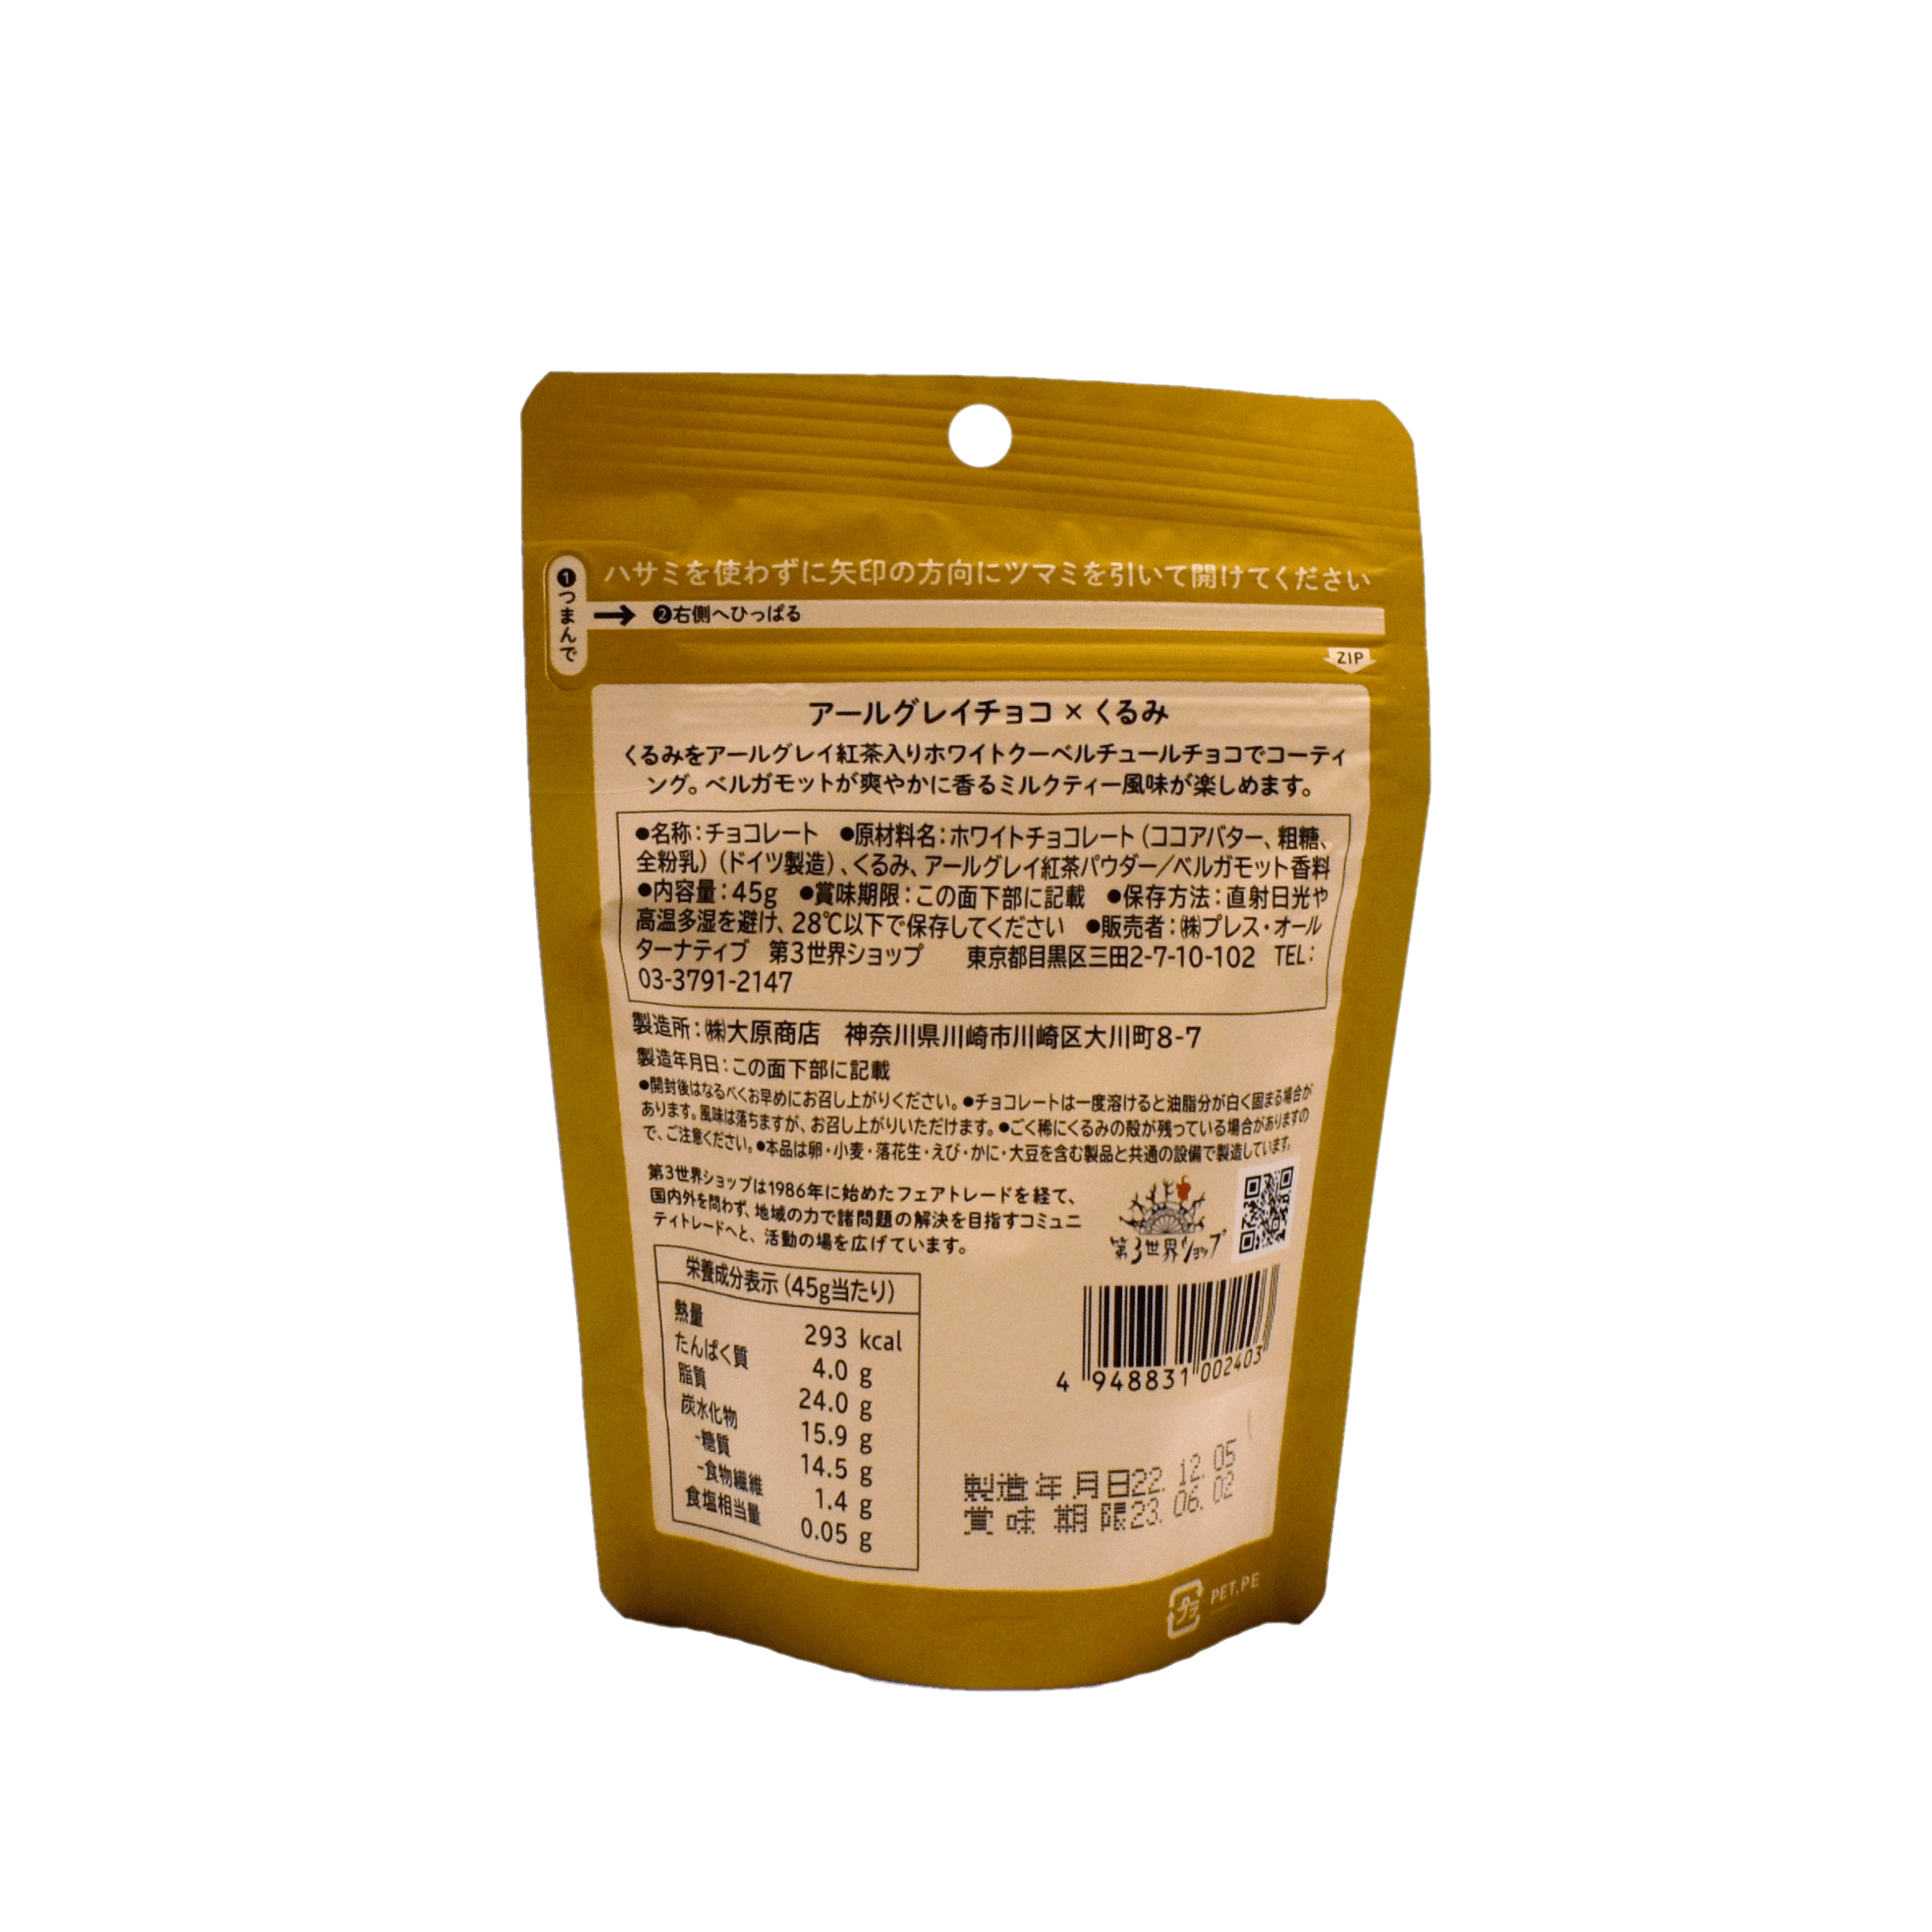 ハサミを使わずに矢印の方向にツマミを引いて開けてください
❶つまんで
→ ❷右側へひっぱる
ZIP
アールグレイチョコ×くるみ
くるみをアールグレイ紅茶入りホワイトクーベルチュールチョコでコーティ
ング。ベルガモットが爽やかに香るミルクティー風味が楽しめます。
●名称：チョコレート ●原材料名：ホワイトチョコレート（ココアバター、粗糖、
全粉乳）（ドイツ製造）、くるみ、アールグレイ紅茶パウダー／ベルガモット香料
●内容量：45g ●賞味期限：この面下部に記載 ●保存方法：直射日光や
高温多湿を避け、28℃以下で保存してください ●販売者：㈱プレス・オール
ターナティブ 第3世界ショップ 東京都目黒区三田2-7-10-102 TEL：
03-3791-2147
製造所：㈱大原商店 神奈川県川崎市川崎区大川町8-7
製造年月日：この面下部に記載
●開封後はなるべくお早めにお召し上がりください。●チョコレートは一度溶けると油脂分が白く固まる場合が
あります。風味は落ちますが、お召し上がりいただけます。●ごく稀にくるみの殻が残っている場合がありますの
で、ご注意ください。●本品は卵・小麦・落花生・えび・かに・大豆を含む製品と共通の設備で製造しています。
第3世界ショップは1986年に始めたフェアトレードを経て、
国内外を問わず、地域の力で諸問題の解決を目指すコミュニ
ティトレードへと、活動の場を広げています。
第3世界ショップ
栄養成分表示（45g当たり）
熱量 293 kcal
たんぱく質 4.0 g
脂質 24.0 g
炭水化物 15.9 g
-糖質 14.5 g
-食物繊維 1.4 g
食塩相当量 0.05 g
4 948831 002403
製造年月日22.12.05
賞味期限23.06.02
プラ PET.PE